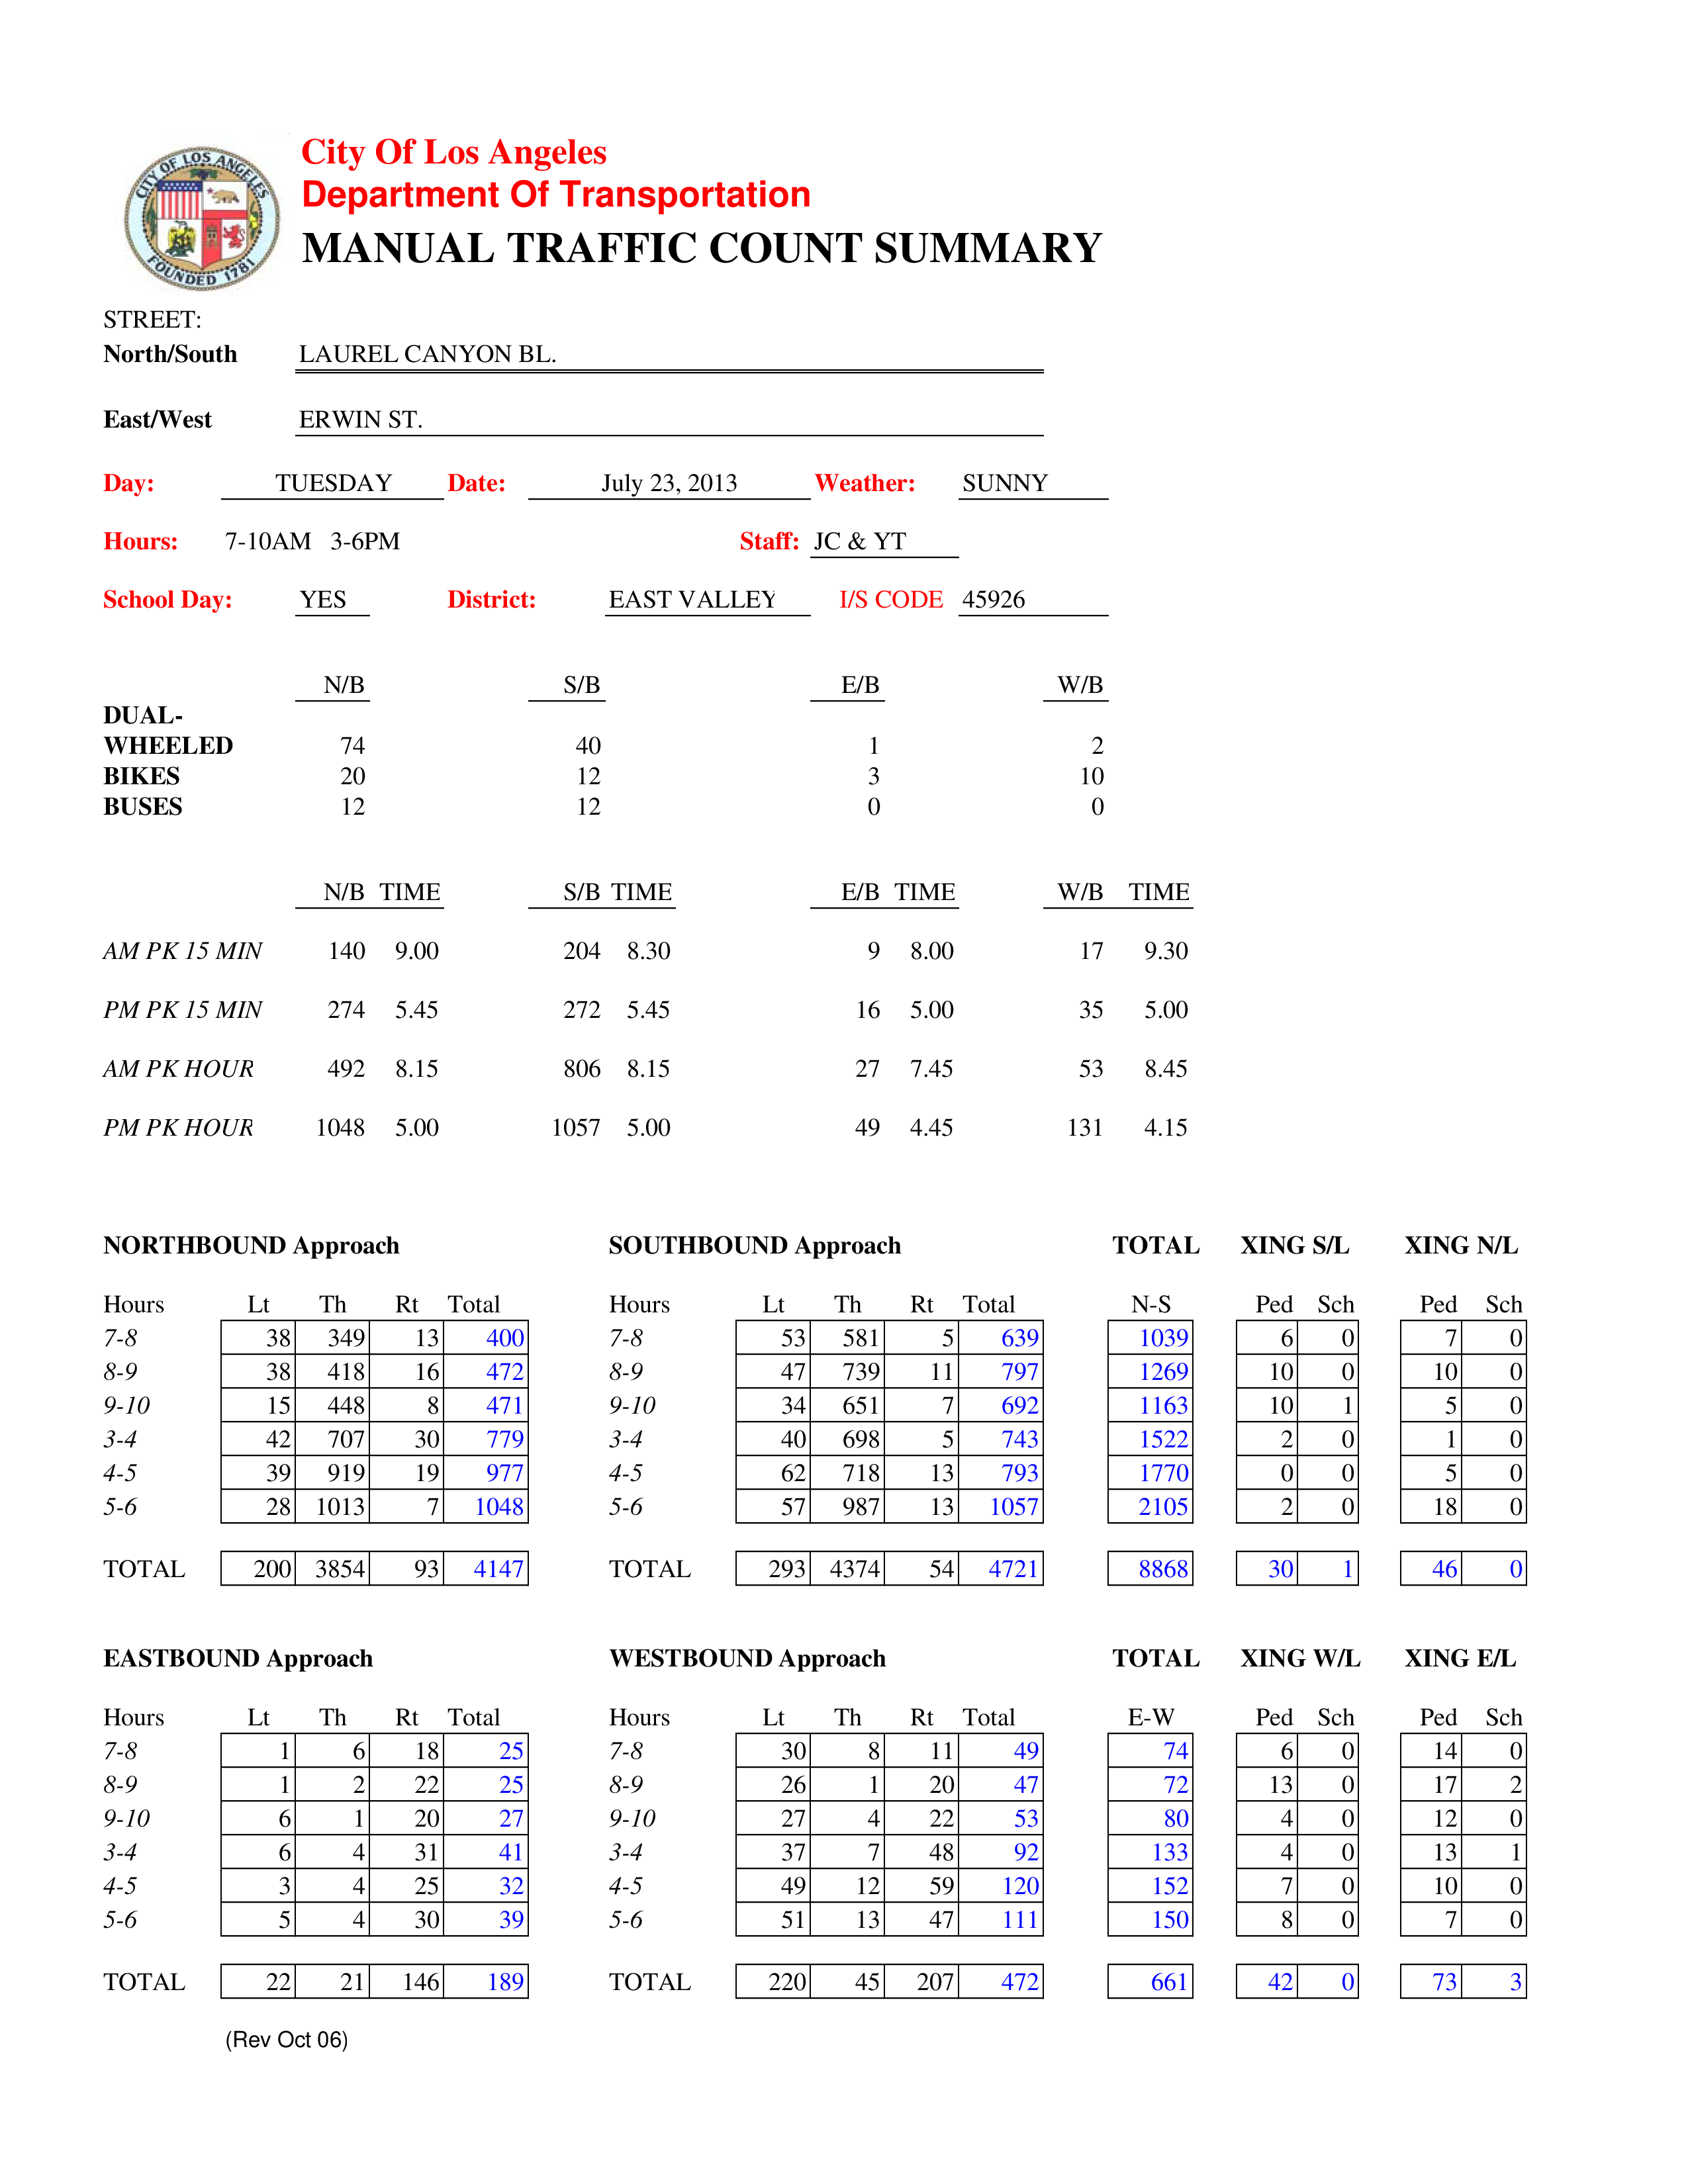 CITY OF LOS ANGELES
FOUNDED 1781
City Of Los Angeles
Department Of Transportation
MANUAL TRAFFIC COUNT SUMMARY
STREET:
North/South LAUREL CANYON BL.
East/West ERWIN ST.
Day: TUESDAY Date: July 23, 2013 Weather: SUNNY
Hours: 7-10AM 3-6PM Staff: JC & YT
School Day: YES District: EAST VALLEY I/S CODE 45926
N/B S/B E/B W/B
DUAL-
WHEELED 74 40 1 2
BIKES 20 12 3 10
BUSES 12 12 0 0
N/B TIME S/B TIME E/B TIME W/B TIME
AM PK 15 MIN 140 9.00 204 8.30 9 8.00 17 9.30
PM PK 15 MIN 274 5.45 272 5.45 16 5.00 35 5.00
AM PK HOUR 492 8.15 806 8.15 27 7.45 53 8.45
PM PK HOUR 1048 5.00 1057 5.00 49 4.45 131 4.15
NORTHBOUND Approach SOUTHBOUND Approach TOTAL XING S/L XING N/L
Hours Lt Th Rt Total Hours Lt Th Rt Total N-S Ped Sch Ped Sch
7-8 38 349 13 400 7-8 53 581 5 639 1039 6 0 7 0
8-9 38 418 16 472 8-9 47 739 11 797 1269 10 0 10 0
9-10 15 448 8 471 9-10 34 651 7 692 1163 10 1 5 0
3-4 42 707 30 779 3-4 40 698 5 743 1522 2 0 1 0
4-5 39 919 19 977 4-5 62 718 13 793 1770 0 0 5 0
5-6 28 1013 7 1048 5-6 57 987 13 1057 2105 2 0 18 0
TOTAL 200 3854 93 4147 TOTAL 293 4374 54 4721 8868 30 1 46 0
EASTBOUND Approach WESTBOUND Approach TOTAL XING W/L XING E/L
Hours Lt Th Rt Total Hours Lt Th Rt Total E-W Ped Sch Ped Sch
7-8 1 6 18 25 7-8 30 8 11 49 74 6 0 14 0
8-9 1 2 22 25 8-9 26 1 20 47 72 13 0 17 2
9-10 6 1 20 27 9-10 27 4 22 53 80 4 0 12 0
3-4 6 4 31 41 3-4 37 7 48 92 133 4 0 13 1
4-5 3 4 25 32 4-5 49 12 59 120 152 7 0 10 0
5-6 5 4 30 39 5-6 51 13 47 111 150 8 0 7 0
TOTAL 22 21 146 189 TOTAL 220 45 207 472 661 42 0 73 3
(Rev Oct 06)